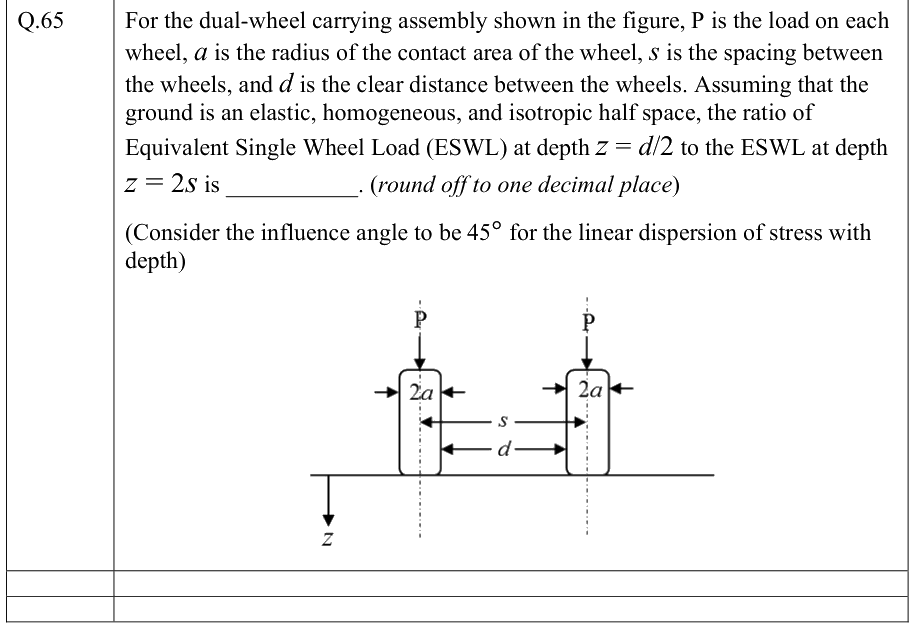 Q.65
For the dual-wheel carrying assembly shown in the figure, P is the load on each
wheel, a is the radius of the contact area of the wheel, s is the spacing between
the wheels, and d is the clear distance between the wheels. Assuming that the
ground is an elastic, homogeneous, and isotropic half space, the ratio of
Equivalent Single Wheel Load (ESWL) at depth z = d/2 to the ESWL at depth
z = 2s is ____________. (round off to one decimal place)
(Consider the influence angle to be 45° for the linear dispersion of stress with
depth)
P P
2a 2a
s
d
z